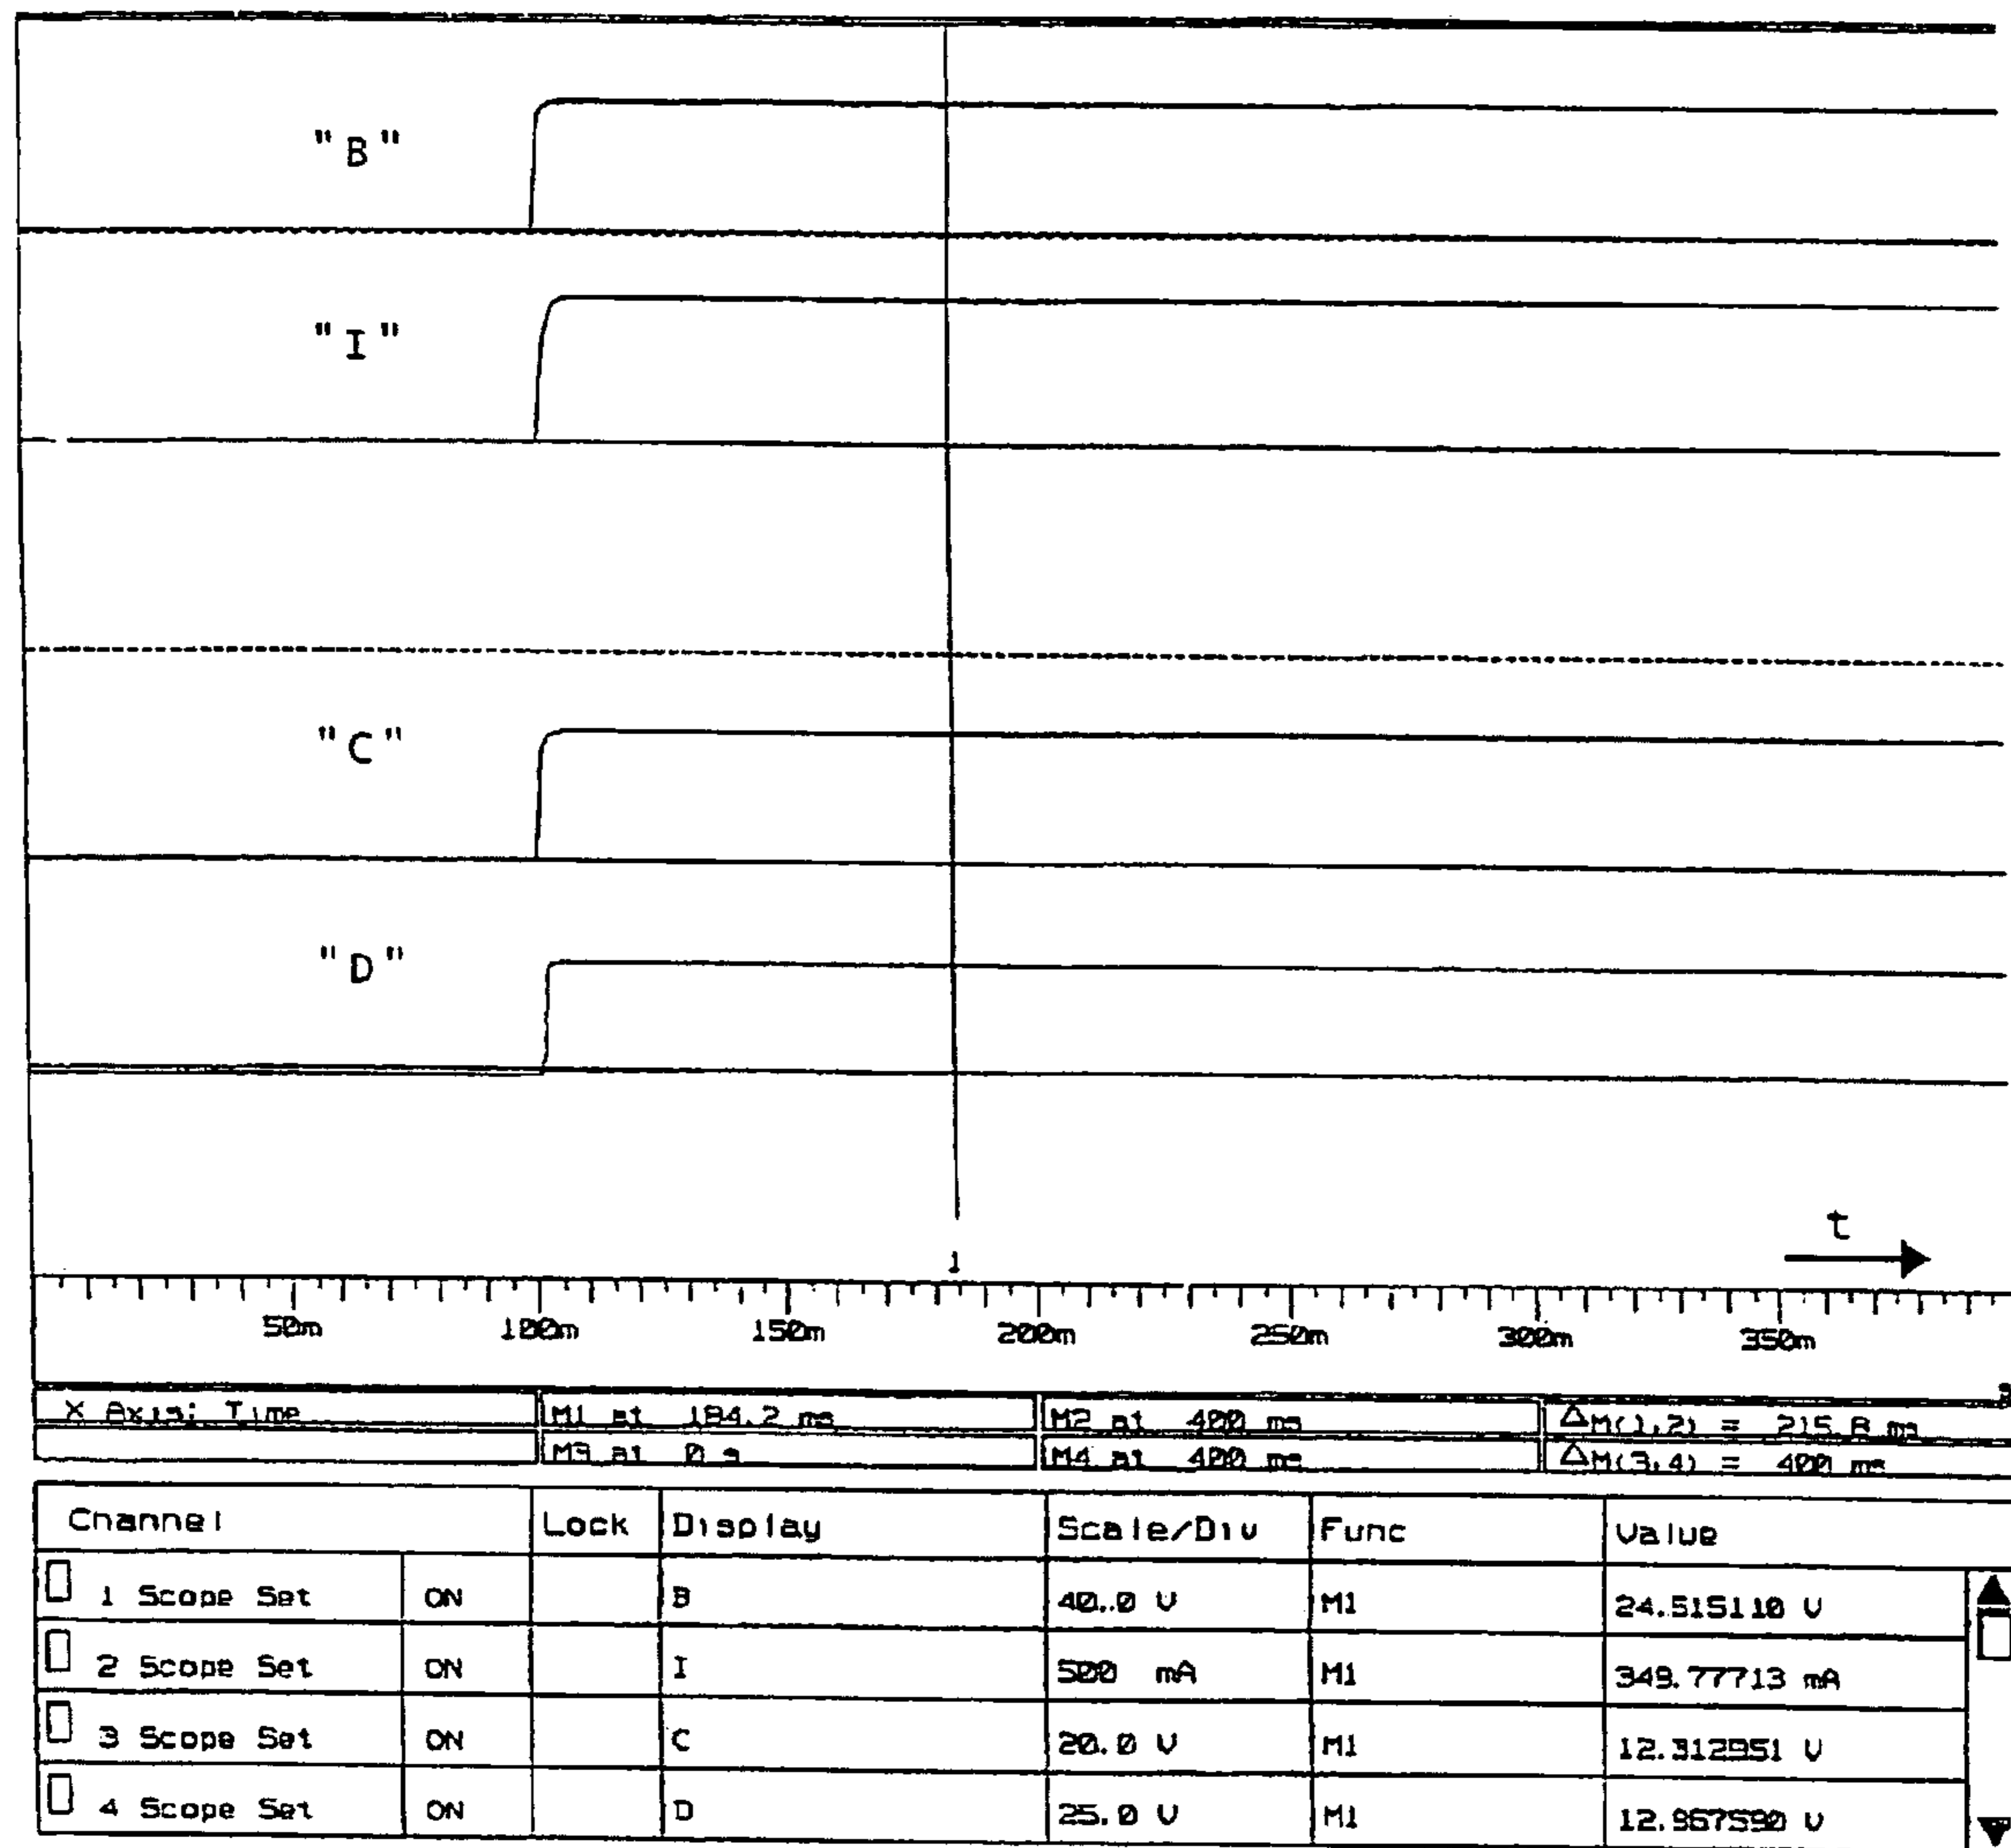 "B"
"I"
"C"
"D"
t
1
50m 100m 150m 200m 250m 300m 350m
X Axis: Time M1 at 184.2 ms M2 at 400 ms ΔM(1,2) = 215.8 ms
M3 at 0 s M4 at 400 ms ΔM(3,4) = 400 ms
Channel Lock Display Scale/Div Func Value
1 Scope Set ON B 40.0 V M1 24.515110 V
2 Scope Set ON I 500 mA M1 349.77713 mA
3 Scope Set ON C 20.0 V M1 12.312951 V
4 Scope Set ON D 25.0 V M1